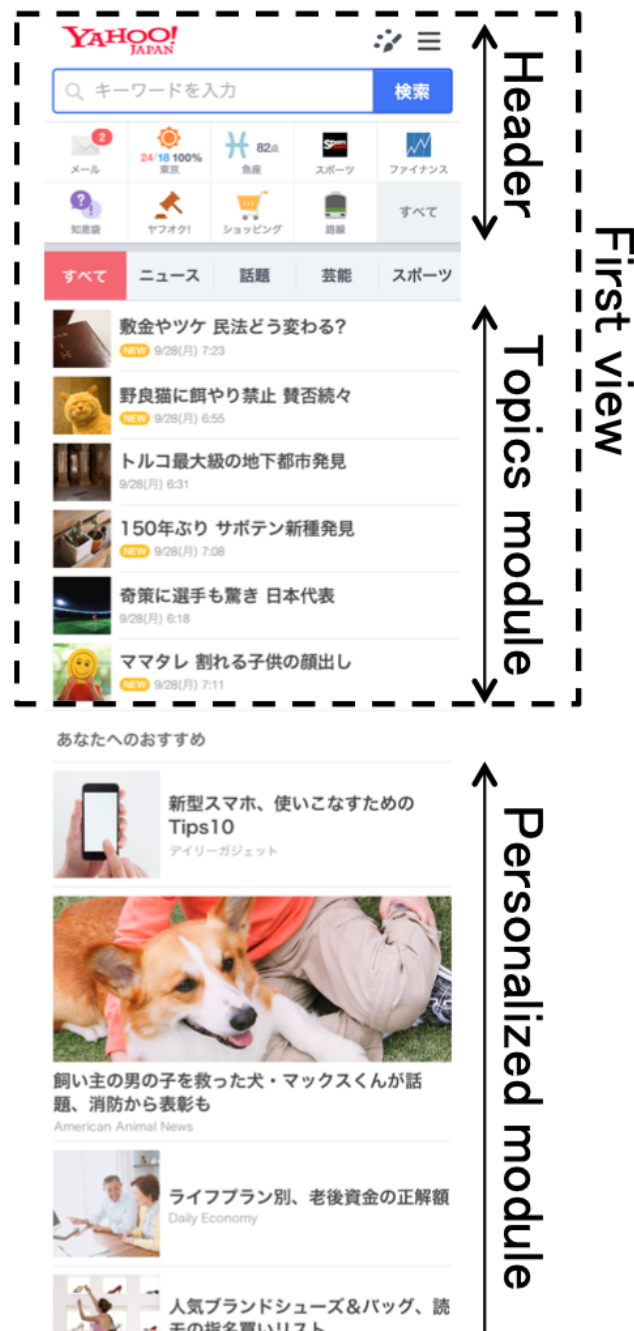 YAHOO!
JAPAN
キーワードを入力
検索
2
メール
24/18 100%
東京
82点
魚座
Sports
スポーツ
ファイナンス
知恵袋
ヤフオク!
ショッピング
路線
すべて
すべて
ニュース
話題
芸能
スポーツ
敷金やツケ 民法どう変わる?
NEW 9/28(月) 7:23
野良猫に餌やり禁止 賛否続々
NEW 9/28(月) 6:55
トルコ最大級の地下都市発見
9/28(月) 6:31
150年ぶり サボテン新種発見
NEW 9/28(月) 7:08
奇策に選手も驚き 日本代表
9/28(月) 6:18
ママタレ 割れる子供の顔出し
NEW 9/28(月) 7:11
あなたへのおすすめ
新型スマホ、使いこなすための
Tips10
デイリーガジェット
飼い主の男の子を救った犬・マックスくんが話
題、消防から表彰も
American Animal News
ライフプラン別、老後資金の正解額
Daily Economy
人気ブランドシューズ&バッグ、読
モの指名買いリスト
Header
Topics module
First view
Personalized module